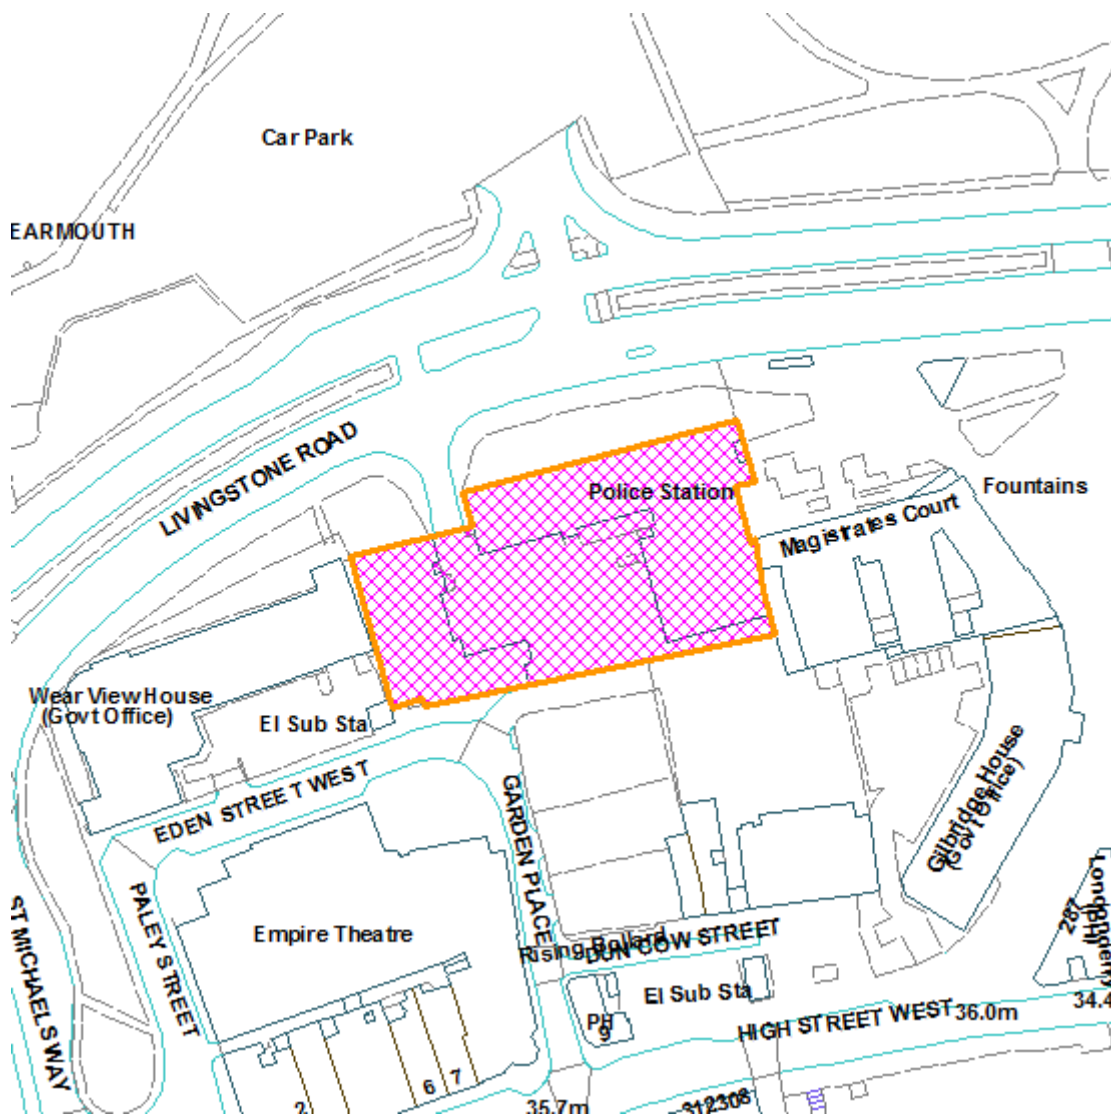 Car Park
EARMOUTH
LIVINGSTONE ROAD
Police Station
Fountains
Magistrates Court
Wear View House
(Govt Office)
El Sub Sta
EDEN STREET WEST
GARDEN PLACE
Gilbridge House
(Govt Office)
PALEY STREET
ST MICHAELS WAY
Empire Theatre
Rising Bollard
DUN COW STREET
287
(PH)
Londonderry
El Sub Sta
PH
9
HIGH STREET WEST
36.0m
34.4
2
6
7
35.7m